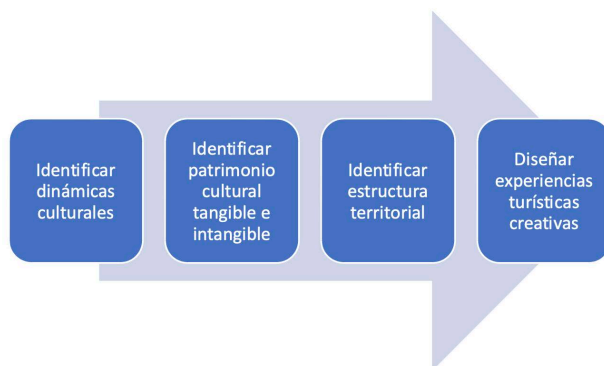 Identificar
dinámicas
culturales
Identificar
patrimonio
cultural
tangible e
intangible
Identificar
estructura
territorial
Diseñar
experiencias
turísticas
creativas